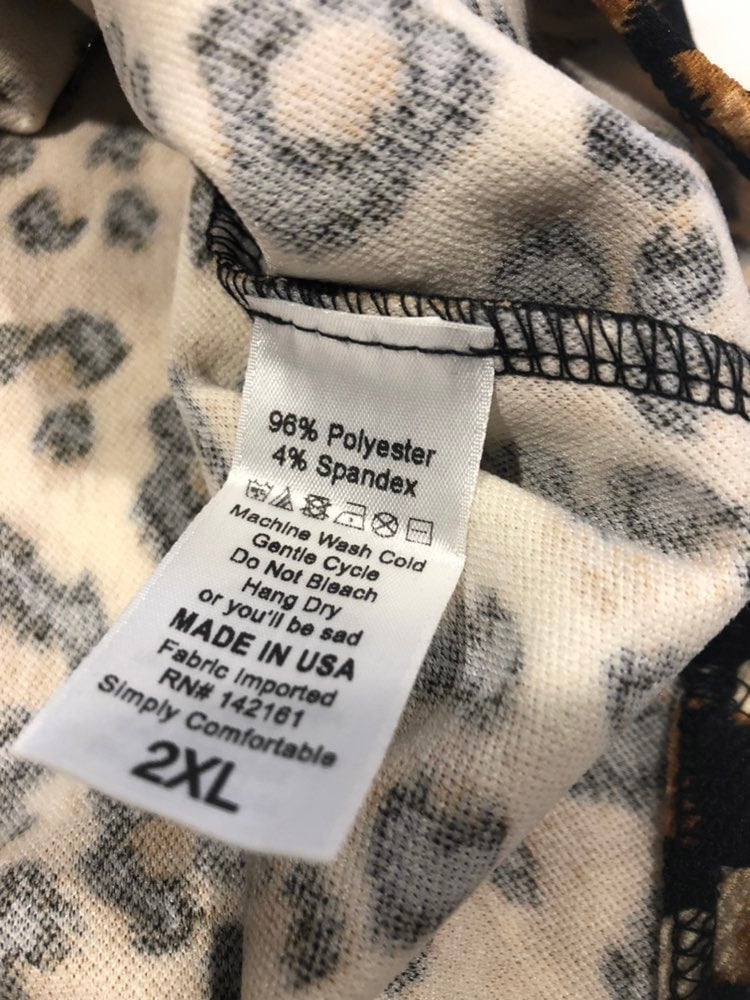 96% Polyester
4% Spandex
Machine Wash Cold
Gentle Cycle
Do Not Bleach
Hang Dry
or you'll be sad
MADE IN USA
Fabric Imported
RN# 142161
Simply Comfortable
2XL